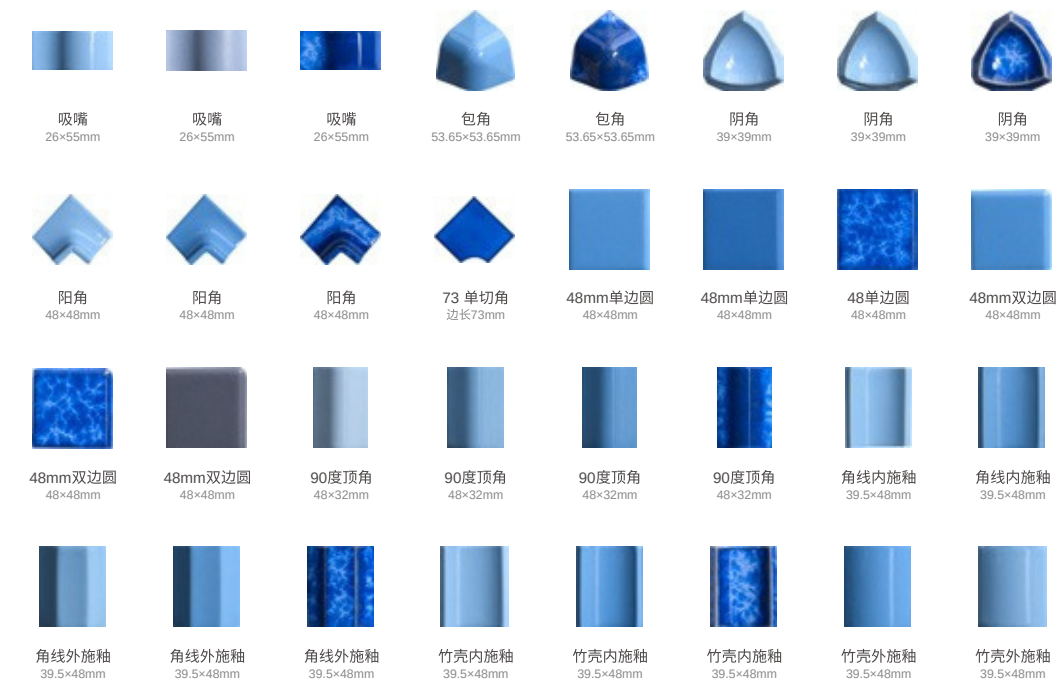 吸嘴 吸嘴 吸嘴 包角 包角 阴角 阴角 阴角
26×55mm 26×55mm 26×55mm 53.65×53.65mm 53.65×53.65mm 39×39mm 39×39mm 39×39mm
阳角 阳角 阳角 73 单切角 48mm单边圆 48mm单边圆 48单边圆 48mm双边圆
48×48mm 48×48mm 48×48mm 边长73mm 48×48mm 48×48mm 48×48mm 48×48mm
48mm双边圆 48mm双边圆 90度顶角 90度顶角 90度顶角 90度顶角 角线内施釉 角线内施釉
48×48mm 48×48mm 48×32mm 48×32mm 48×32mm 48×32mm 39.5×48mm 39.5×48mm
角线外施釉 角线外施釉 角线外施釉 竹壳内施釉 竹壳内施釉 竹壳内施釉 竹壳外施釉 竹壳外施釉
39.5×48mm 39.5×48mm 39.5×48mm 39.5×48mm 39.5×48mm 39.5×48mm 39.5×48mm 39.5×48mm